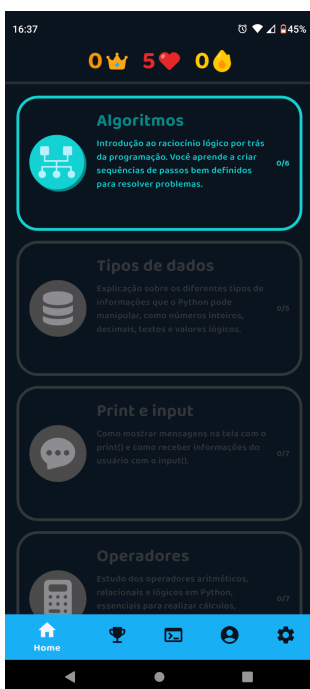 16:37
45%
0 5 0
Algoritmos
Introdução ao raciocínio lógico por trás
da programação. Você aprende a criar
sequências de passos bem definidos
para resolver problemas.
0/6
Tipos de dados
Explicação sobre os diferentes tipos de
informações que o Python pode
manipular, como números inteiros,
decimais, textos e valores lógicos.
0/5
Print e input
Como mostrar mensagens na tela com o
print() e como receber informações do
usuário com o input().
0/7
Operadores
Estudo dos operadores aritméticos,
relacionais e lógicos em Python,
essenciais para realizar cálculos,
0/7
Home